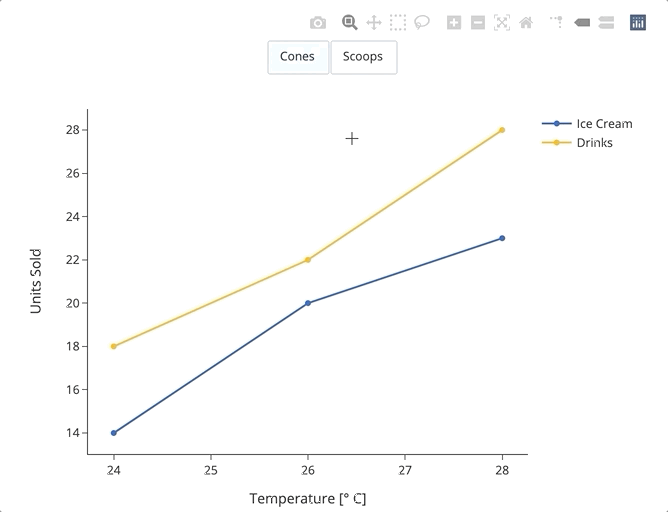 Cones Scoops
Ice Cream
Drinks
28
26
24
22
20
18
16
14
Units Sold
24 25 26 27 28
Temperature [° C]